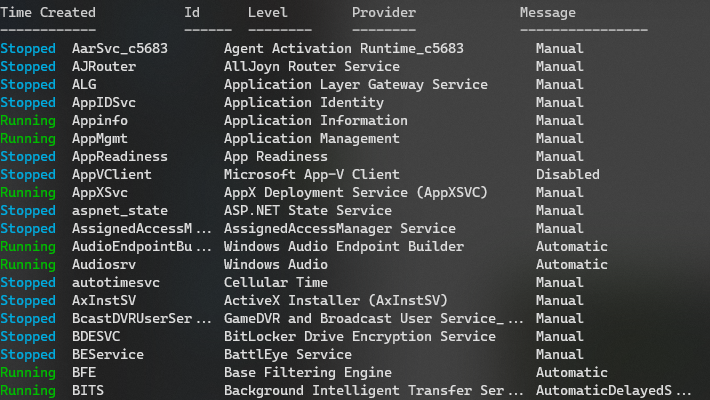 Time Created Id Level Provider Message
------------ ------ -------- -------- ----------------
Stopped AarSvc_c5683 Agent Activation Runtime_c5683 Manual
Stopped AJRouter AllJoyn Router Service Manual
Stopped ALG Application Layer Gateway Service Manual
Stopped AppIDSvc Application Identity Manual
Running Appinfo Application Information Manual
Running AppMgmt Application Management Manual
Stopped AppReadiness App Readiness Manual
Stopped AppVClient Microsoft App-V Client Disabled
Running AppXSvc AppX Deployment Service (AppXSVC) Manual
Stopped aspnet_state ASP.NET State Service Manual
Stopped AssignedAccessM... AssignedAccessManager Service Manual
Running AudioEndpointBu... Windows Audio Endpoint Builder Automatic
Running Audiosrv Windows Audio Automatic
Stopped autotimesvc Cellular Time Manual
Stopped AxInstSV ActiveX Installer (AxInstSV) Manual
Stopped BcastDVRUserSer... GameDVR and Broadcast User Service_... Manual
Stopped BDESVC BitLocker Drive Encryption Service Manual
Stopped BEService BattlEye Service Manual
Running BFE Base Filtering Engine Automatic
Running BITS Background Intelligent Transfer Ser... AutomaticDelayedS...